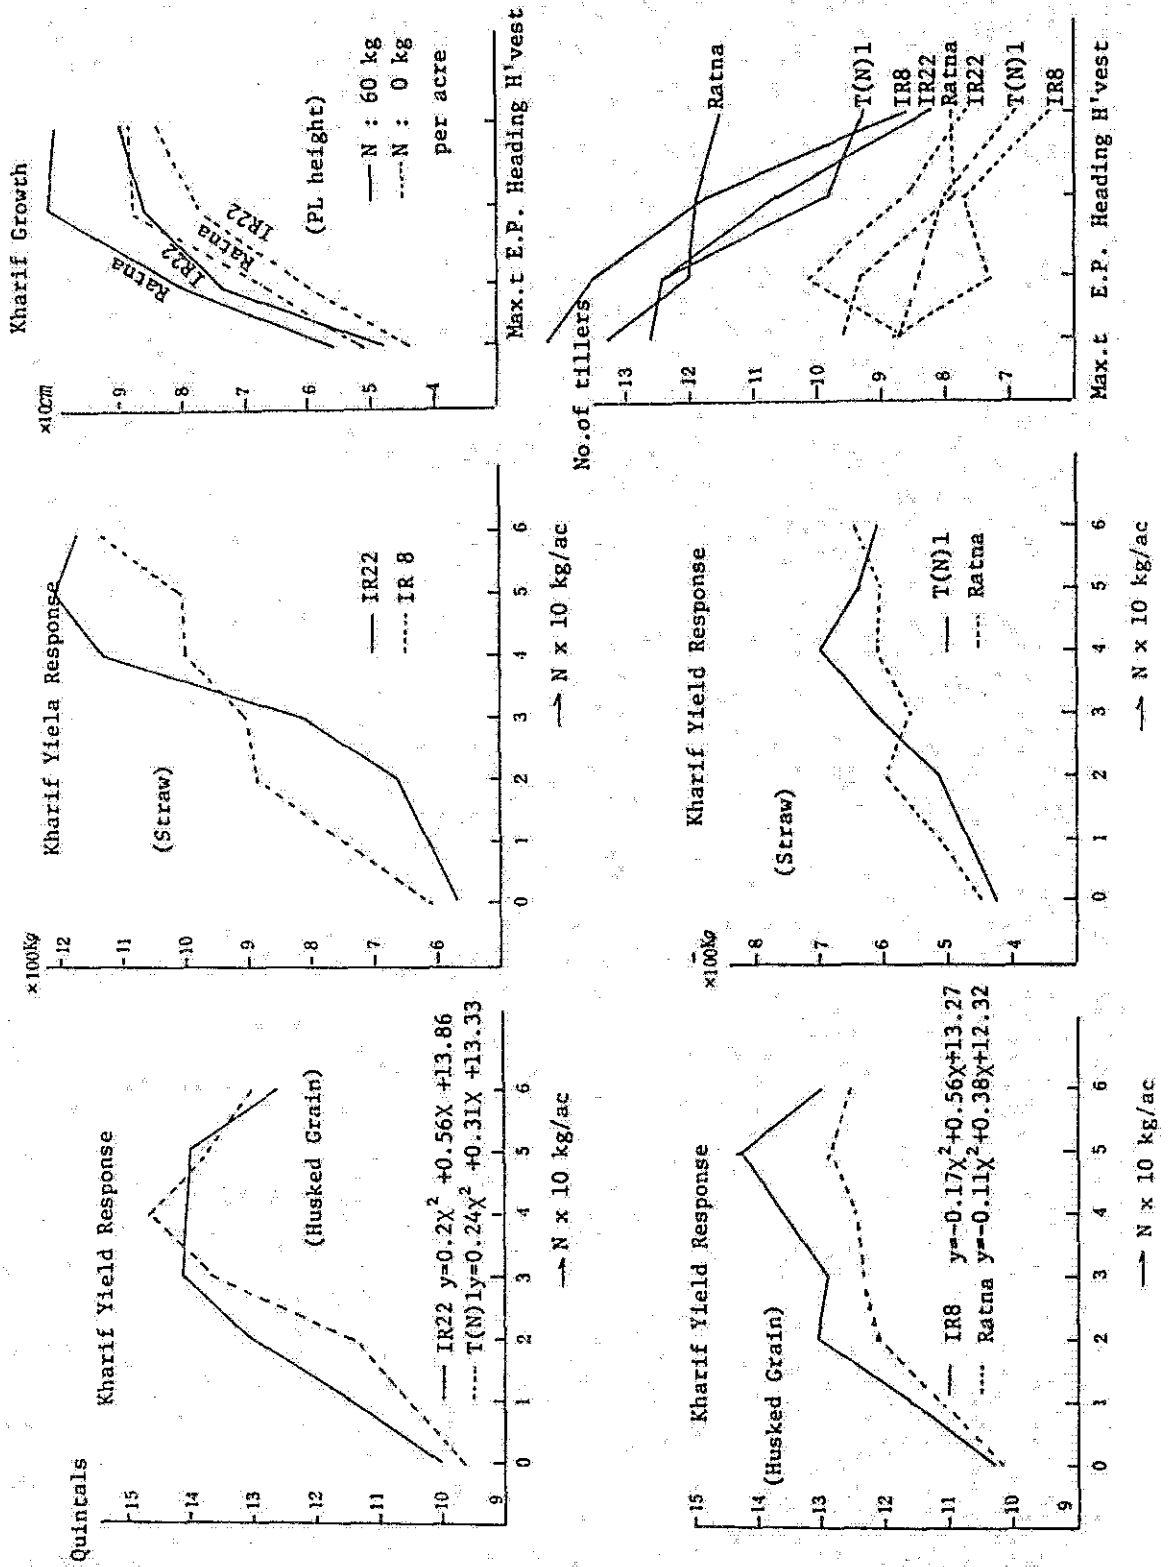 Kharif Yield Response
Quintals
15
14
13
12
11
10
9
(Husked Grain)
IR22 y=0.2χ² +0.56χ +13.86
T(N)1y=0.24χ² +0.31χ +13.33
0 1 2 3 4 5 6
N x 10 kg/ac
Kharif Yiela Response
×100Kg
12
11
10
9
8
7
6
(Straw)
IR22
IR 8
0 1 2 3 4 5 6
N x 10 kg/ac
Kharif Growth
×10cm
9
8
7
6
5
4
Ratna
IR22
Ratna
IR22
(PL height)
N : 60 kg
N : 0 kg
per acre
Max.t E.P. Heading H'vest
Kharif Yield Response
15
14
13
12
11
10
9
(Husked Grain)
IR8 y=-0.17χ²+0.56χ+13.27
Ratna y=-0.11χ²+0.38χ+12.32
0 1 2 3 4 5 6
N x 10 kg/ac
Kharif Yield Response
×100Kg
8
7
6
5
4
(Straw)
T(N)1
Ratna
0 1 2 3 4 5 6
N x 10 kg/ac
No.of tillers
13
12
11
10
9
8
7
Ratna
T(N)1
IR8
IR22
Ratna
IR22
T(N)1
IR8
Max.t E.P. Heading H'vest